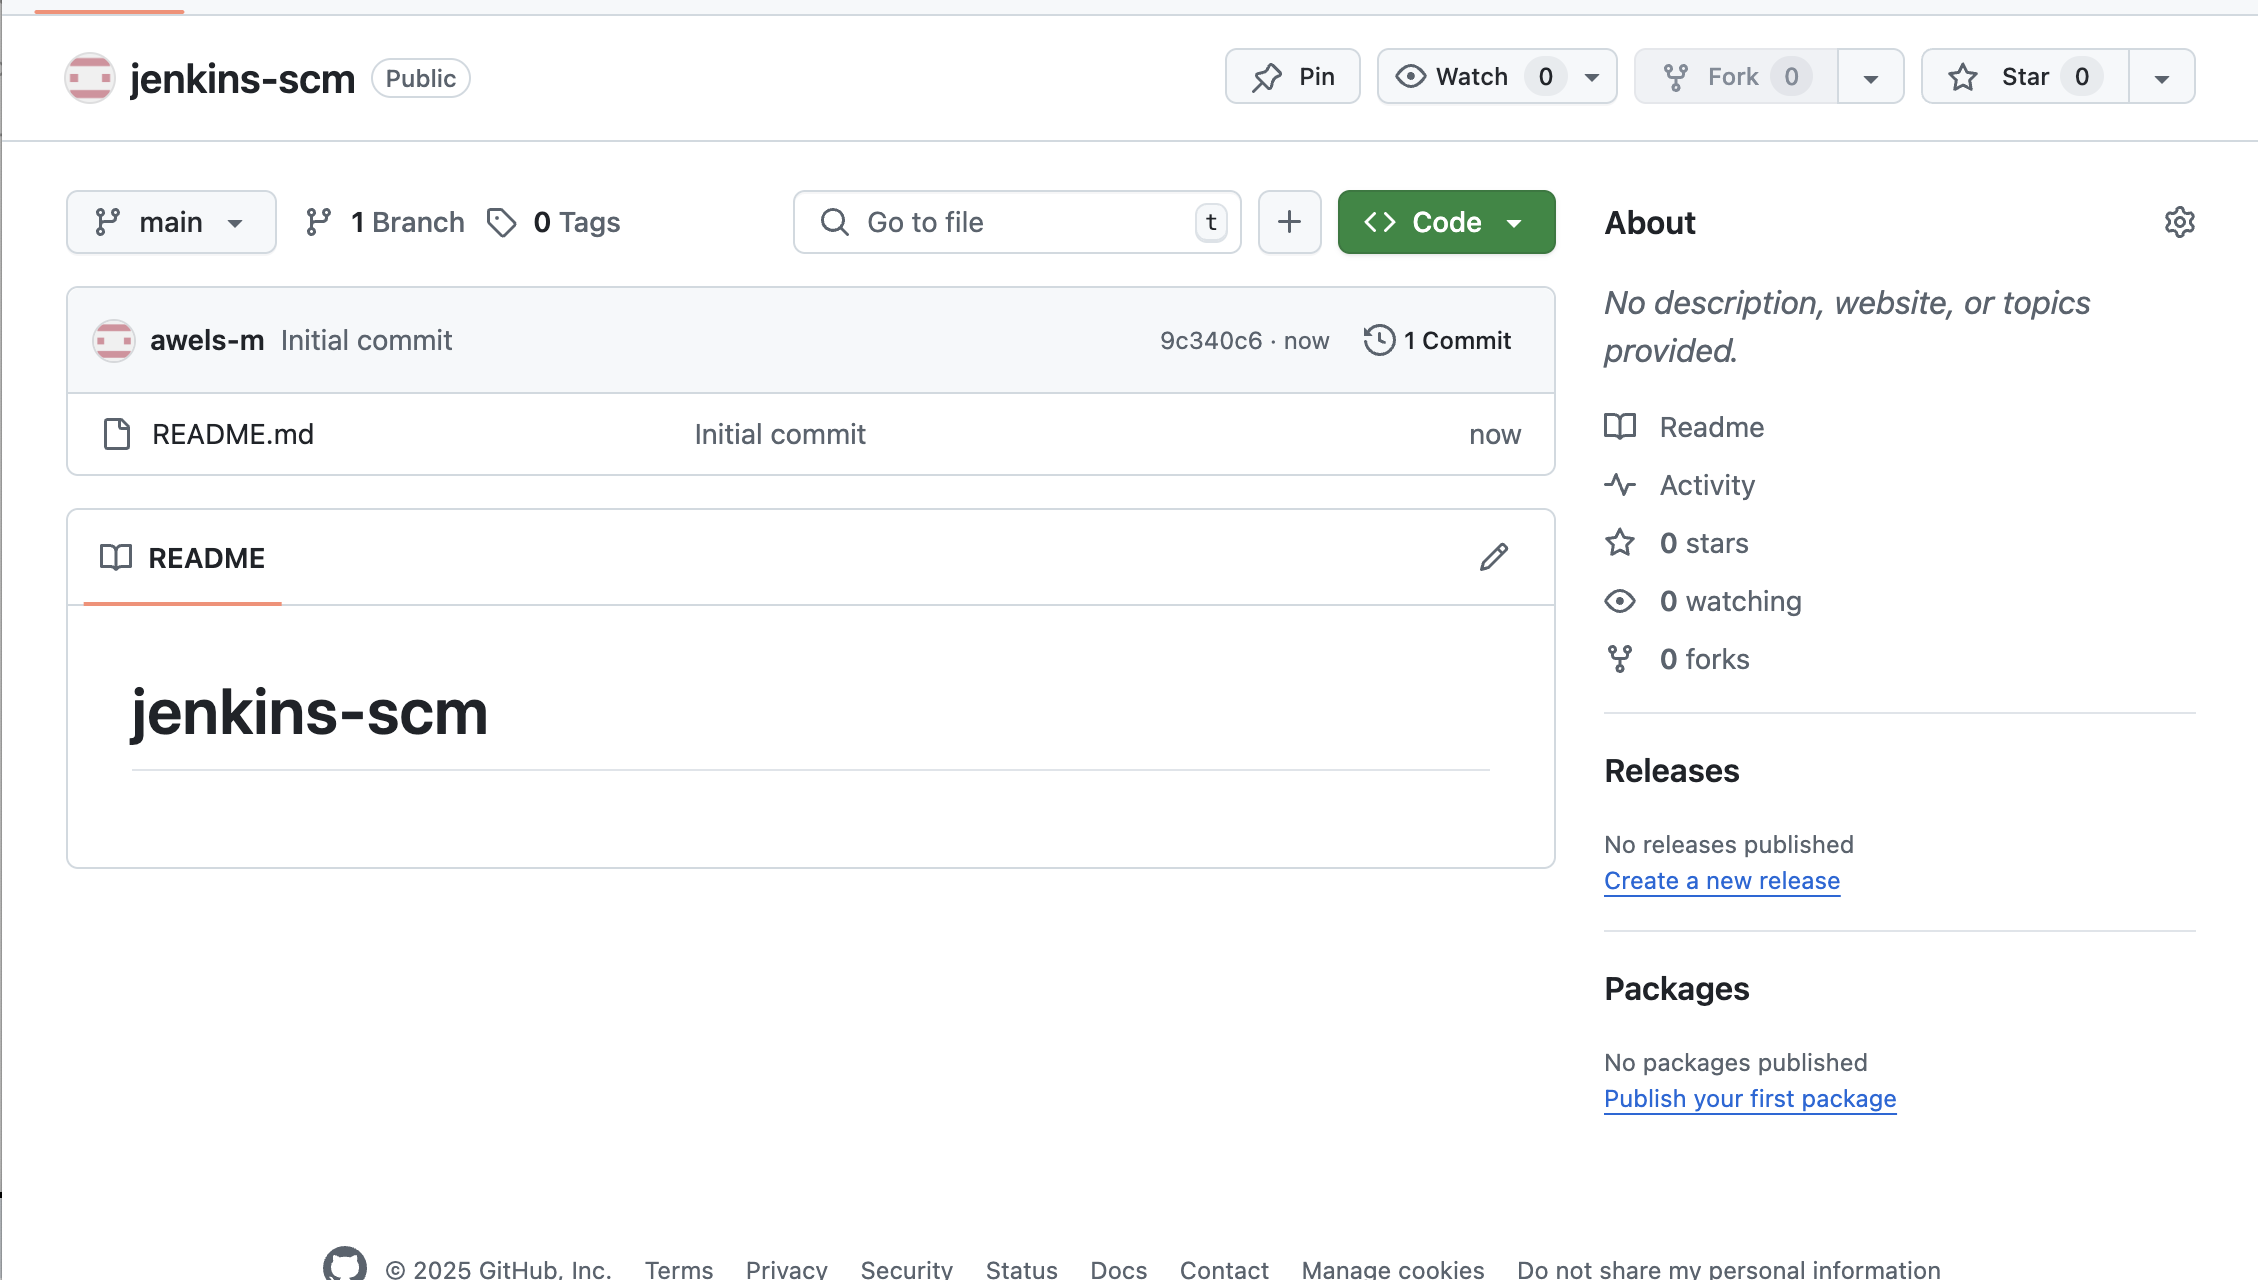 jenkins-scm Public Pin Watch 0 Fork 0 Star 0
main 1 Branch 0 Tags Go to file t + Code
awels-m Initial commit 9c340c6 · now 1 Commit
README.md Initial commit now
README
jenkins-scm
About
No description, website, or topics
provided.
Readme
Activity
0 stars
0 watching
0 forks
Releases
No releases published
Create a new release
Packages
No packages published
Publish your first package
© 2025 GitHub, Inc. Terms Privacy Security Status Docs Contact Manage cookies Do not share my personal information